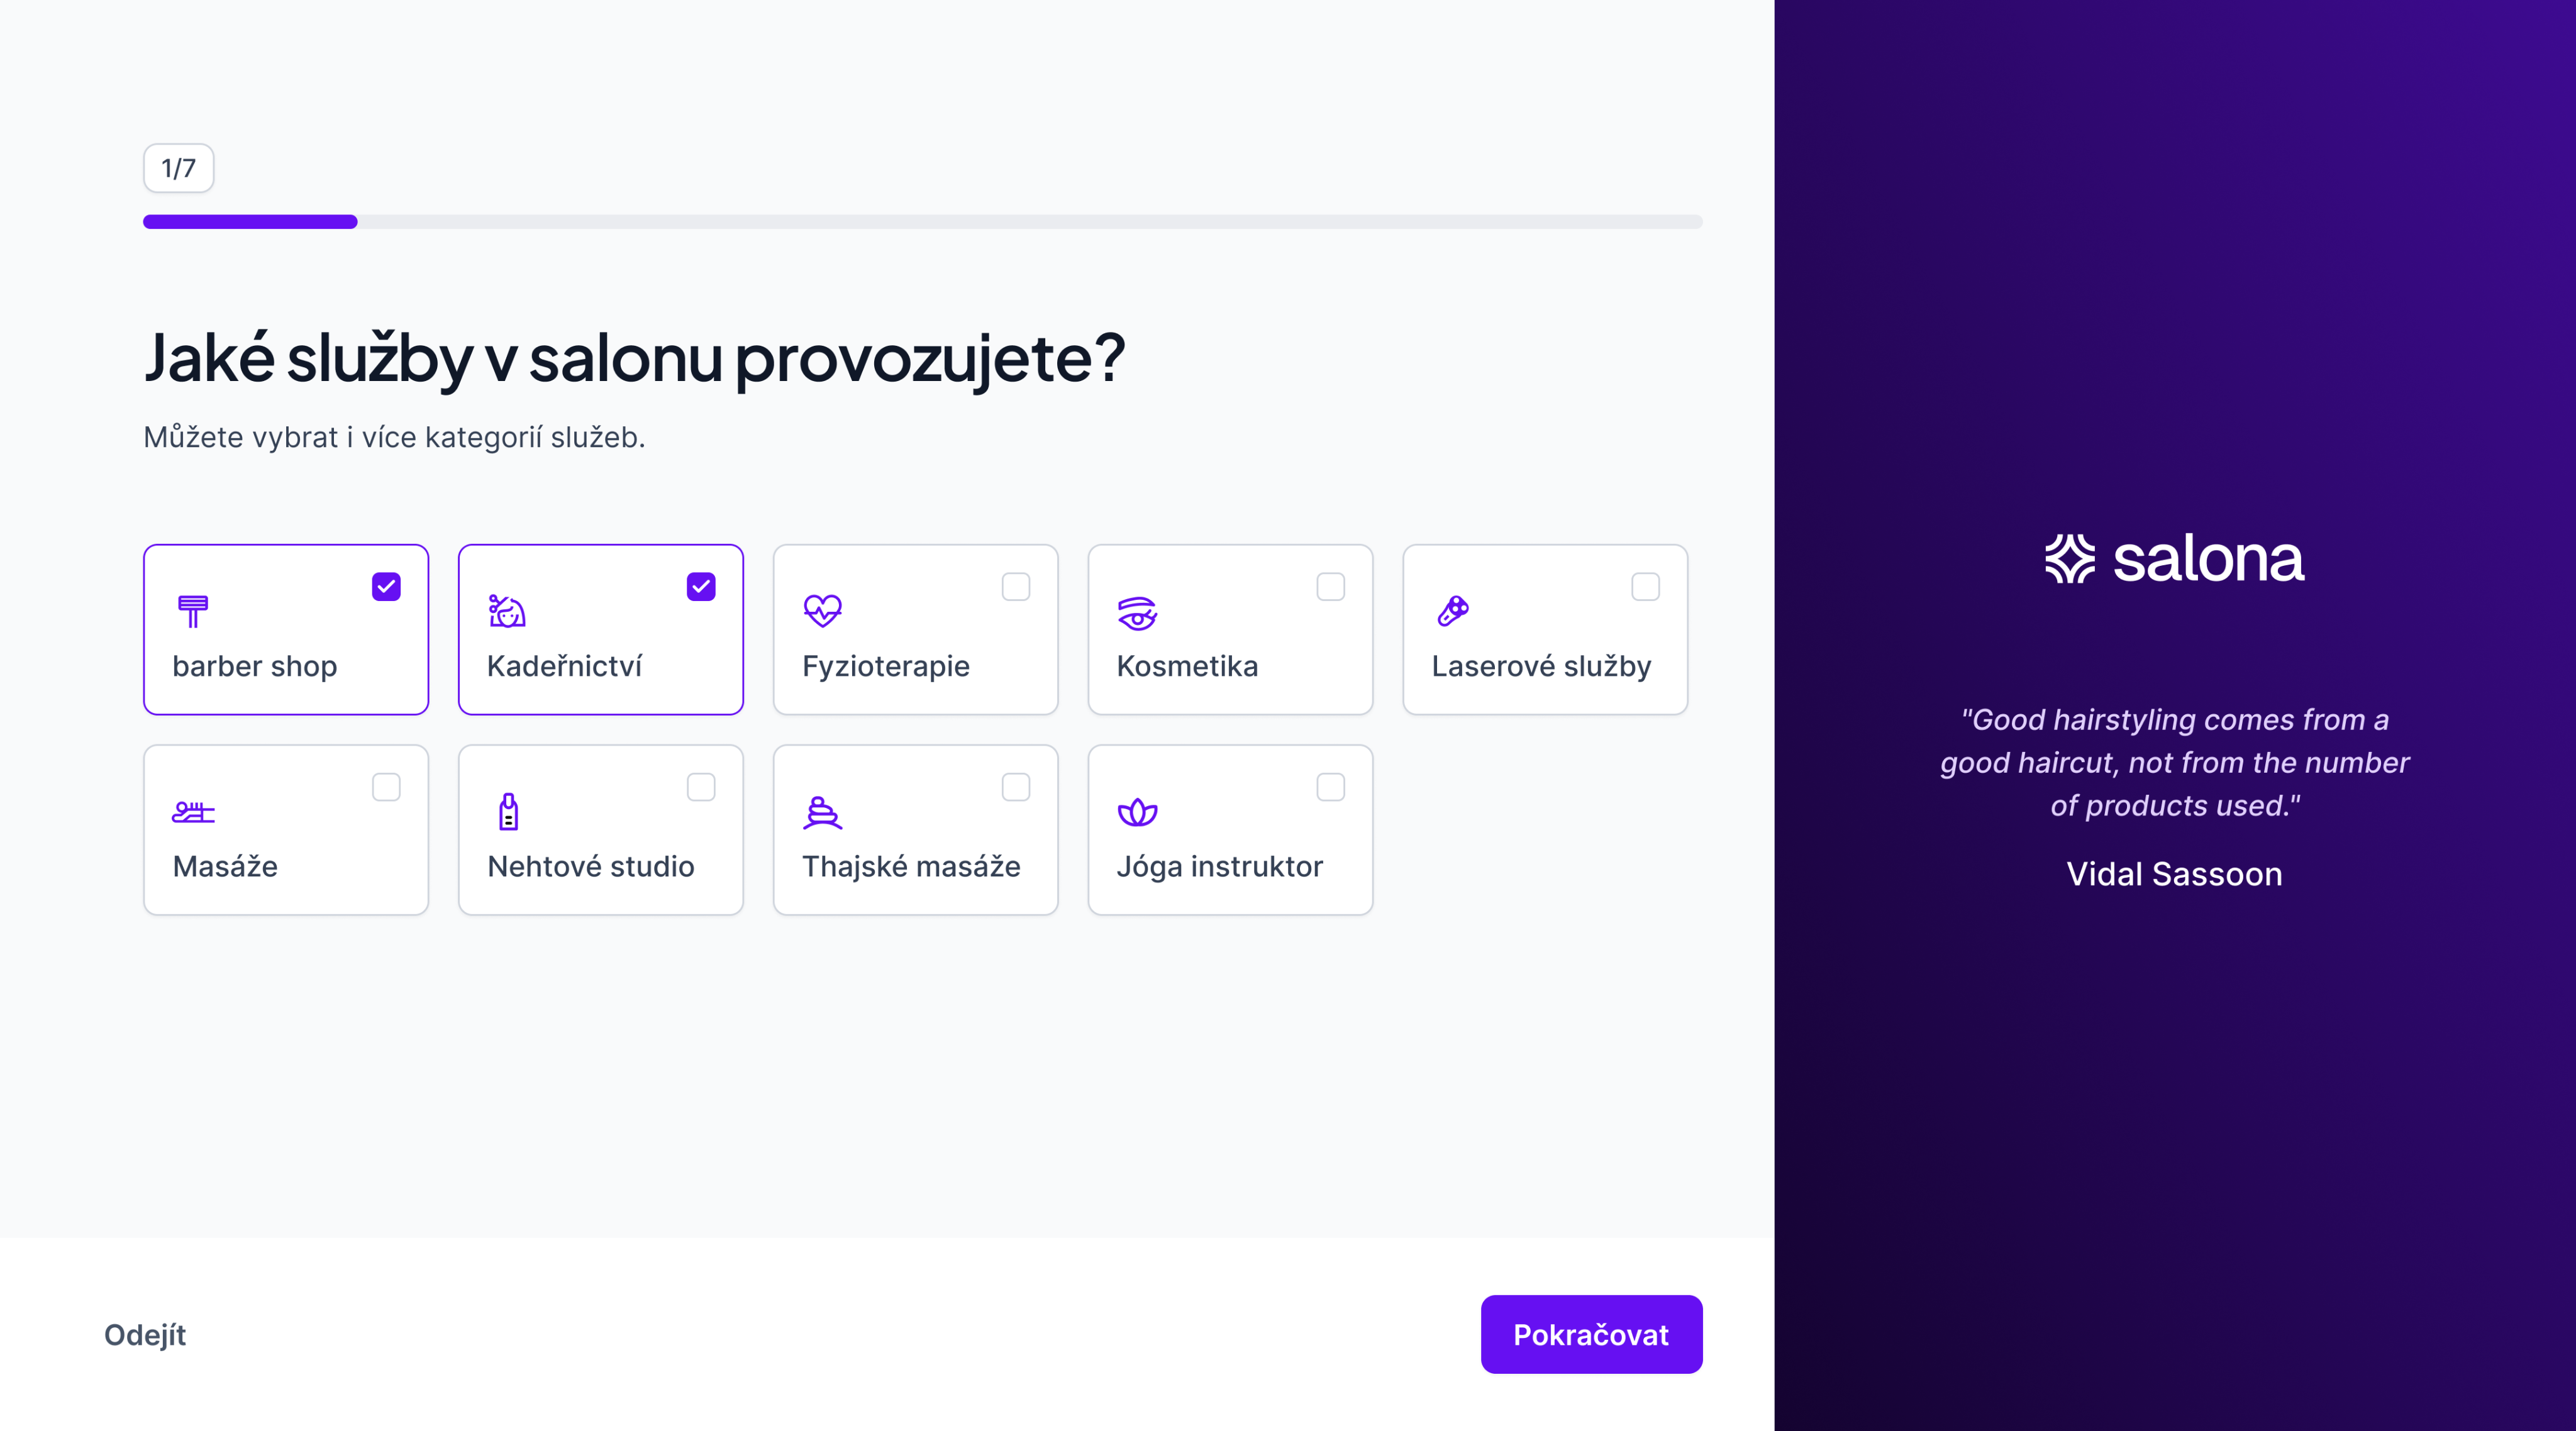 1/7
Jaké služby v salonu provozujete?
Můžete vybrat i více kategorií služeb.
barber shop
Kadeřnictví
Fyzioterapie
Kosmetika
Laserové služby
Masáže
Nehtové studio
Thajské masáže
Jóga instruktor
Odejít
Pokračovat
salona
"Good hairstyling comes from a
good haircut, not from the number
of products used."
Vidal Sassoon